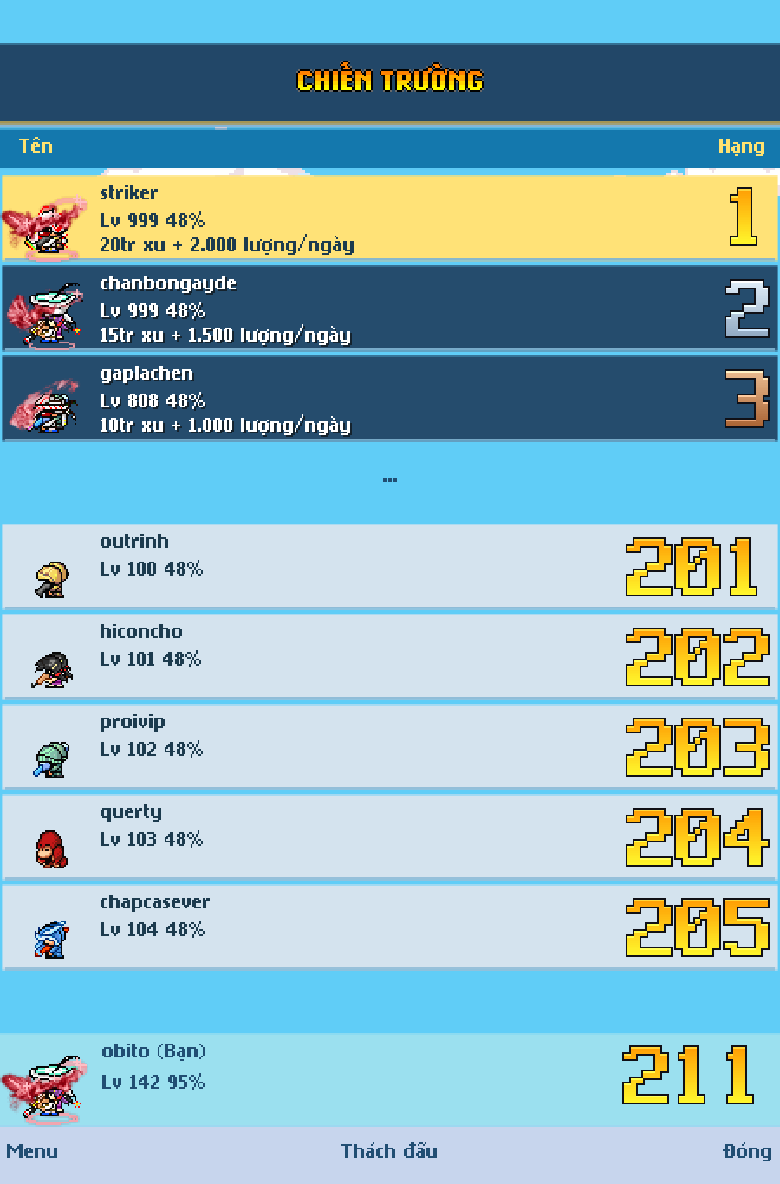 CHIẾN TRƯỜNG
Tên Hạng
striker
Lv 999 48%
20tr xu + 2.000 lượng/ngày
1
chanbongayde
Lv 999 48%
15tr xu + 1.500 lượng/ngày
2
gaplachen
Lv 808 48%
10tr xu + 1.000 lượng/ngày
3
...
outrinh
Lv 100 48%
201
hiconcho
Lv 101 48%
202
proivip
Lv 102 48%
203
querty
Lv 103 48%
204
chapcasever
Lv 104 48%
205
obito (Bạn)
Lv 142 95%
211
Menu Thách đấu Đóng